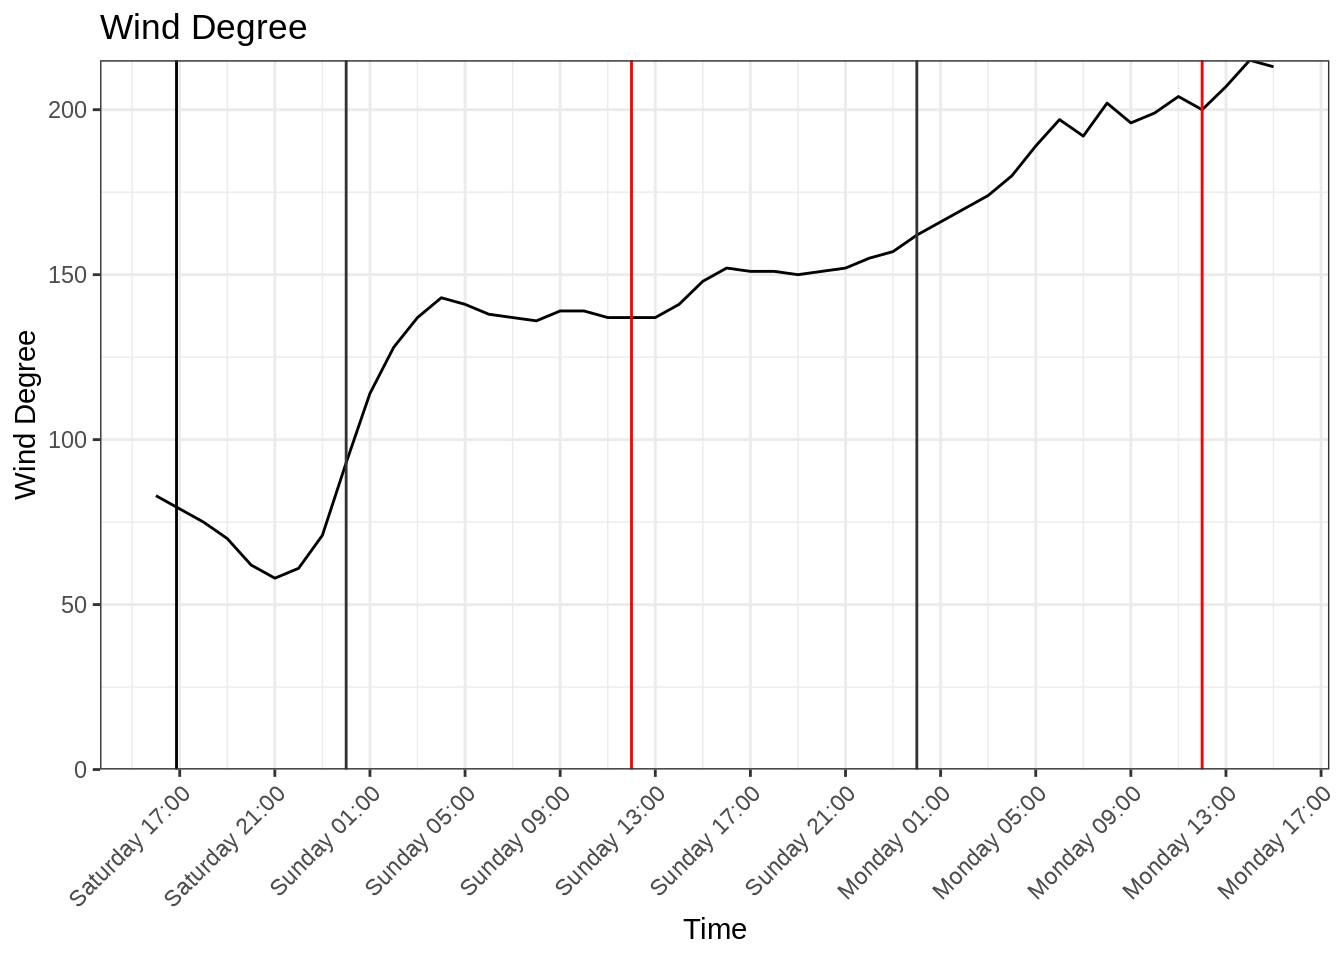 Wind Degree
Wind Degree
200
150
100
50
0
Saturday 17:00
Saturday 21:00
Sunday 01:00
Sunday 05:00
Sunday 09:00
Sunday 13:00
Sunday 17:00
Sunday 21:00
Monday 01:00
Monday 05:00
Monday 09:00
Monday 13:00
Monday 17:00
Time